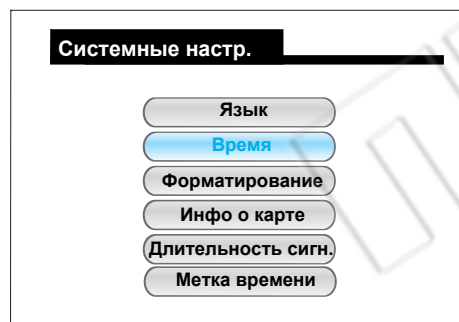 Системные настр.
Язык
Время
Форматирование
Инфо о карте
Длительность сигн.
Метка времени